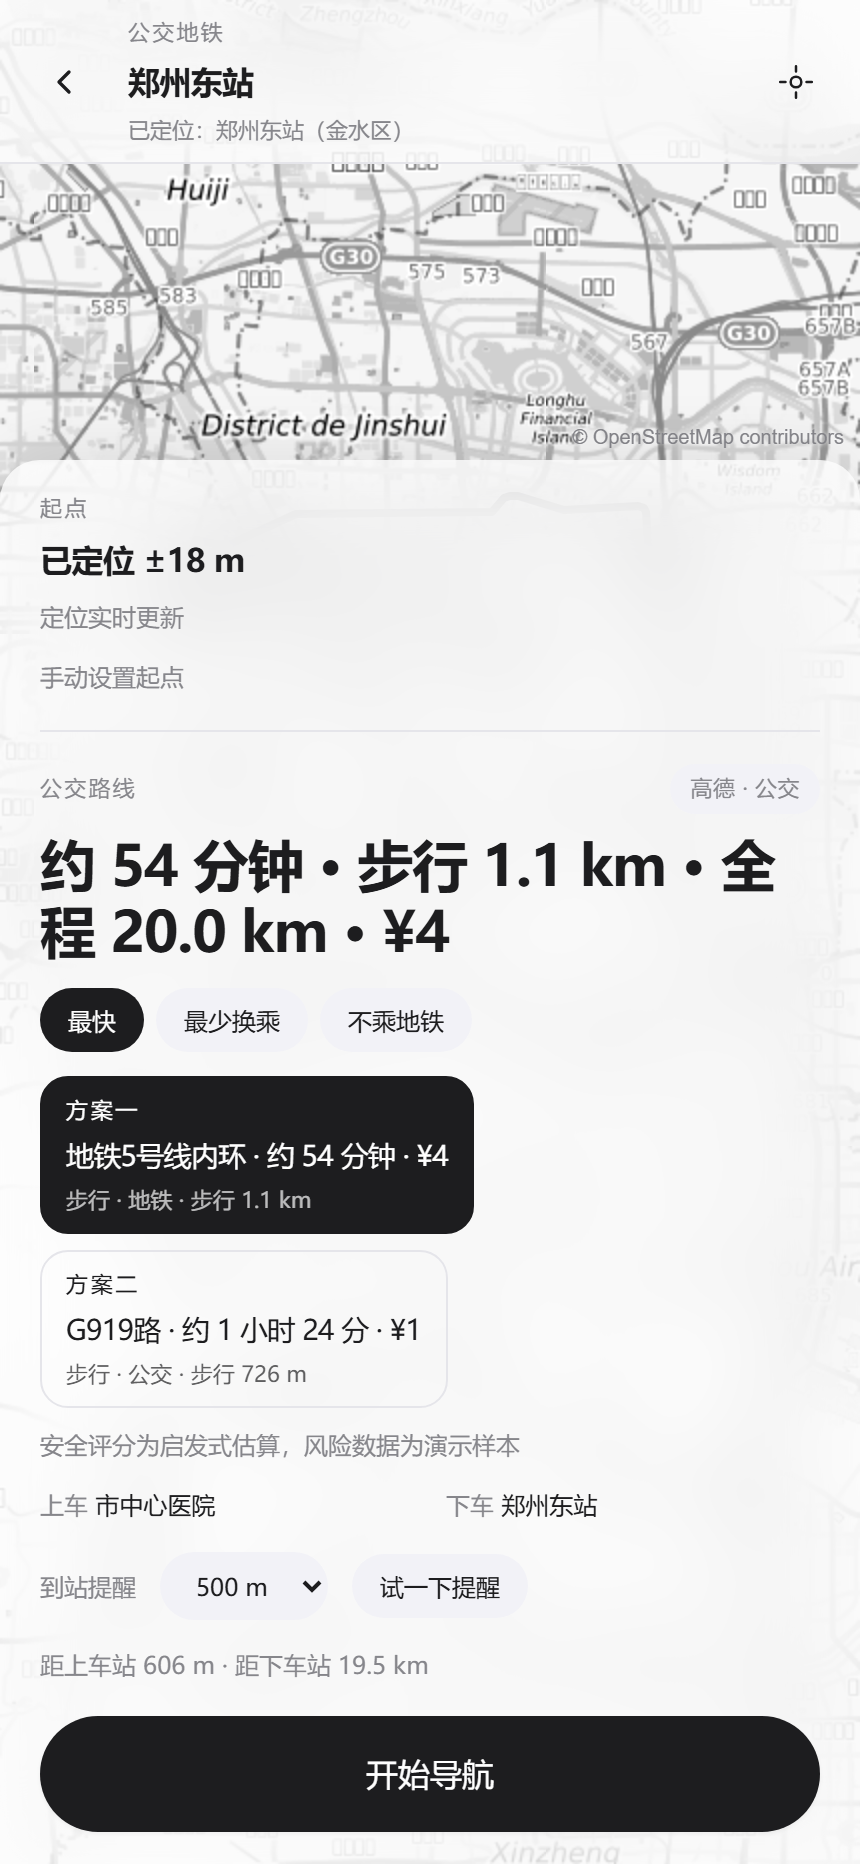 公交地铁
郑州东站
已定位：郑州东站（金水区）
Zhengzhou
Huiji
G30
575
573
583
585
567
G30
657B
657A
657B
District de Jinshui
Longhu
Financial
Island
© OpenStreetMap contributors
Wisdom
Island
662
起点
已定位 ±18 m
定位实时更新
手动设置起点
公交路线
高德 · 公交
约 54 分钟 • 步行 1.1 km • 全
程 20.0 km • ¥4
最快
最少换乘
不乘地铁
方案一
地铁5号线内环 · 约 54 分钟 · ¥4
步行 · 地铁 · 步行 1.1 km
方案二
G919路 · 约 1 小时 24 分 · ¥1
步行 · 公交 · 步行 726 m
安全评分为启发式估算，风险数据为演示样本
上车 市中心医院
下车 郑州东站
到站提醒
500 m
试一下提醒
距上车站 606 m · 距下车站 19.5 km
开始导航
Xinzheng